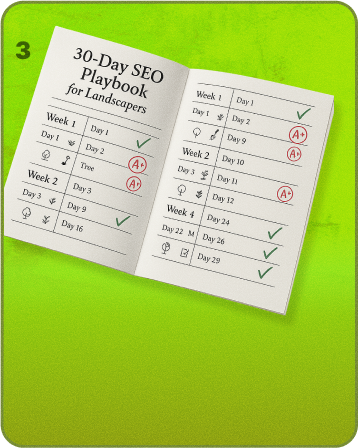 3
30-Day SEO
Playbook
for Landscapers
Week 1 Day 1
Day 1 Day 2 A+
Tree A+
Week 2 Day 3
Day 3 Day 9
Day 16
Week 1 Day 1
Day 1 Day 2 A+
Day 9 A+
Week 2 Day 10
Day 3 Day 11
Day 12 A+
Week 4 Day 24
Day 22 M Day 26
Day 29